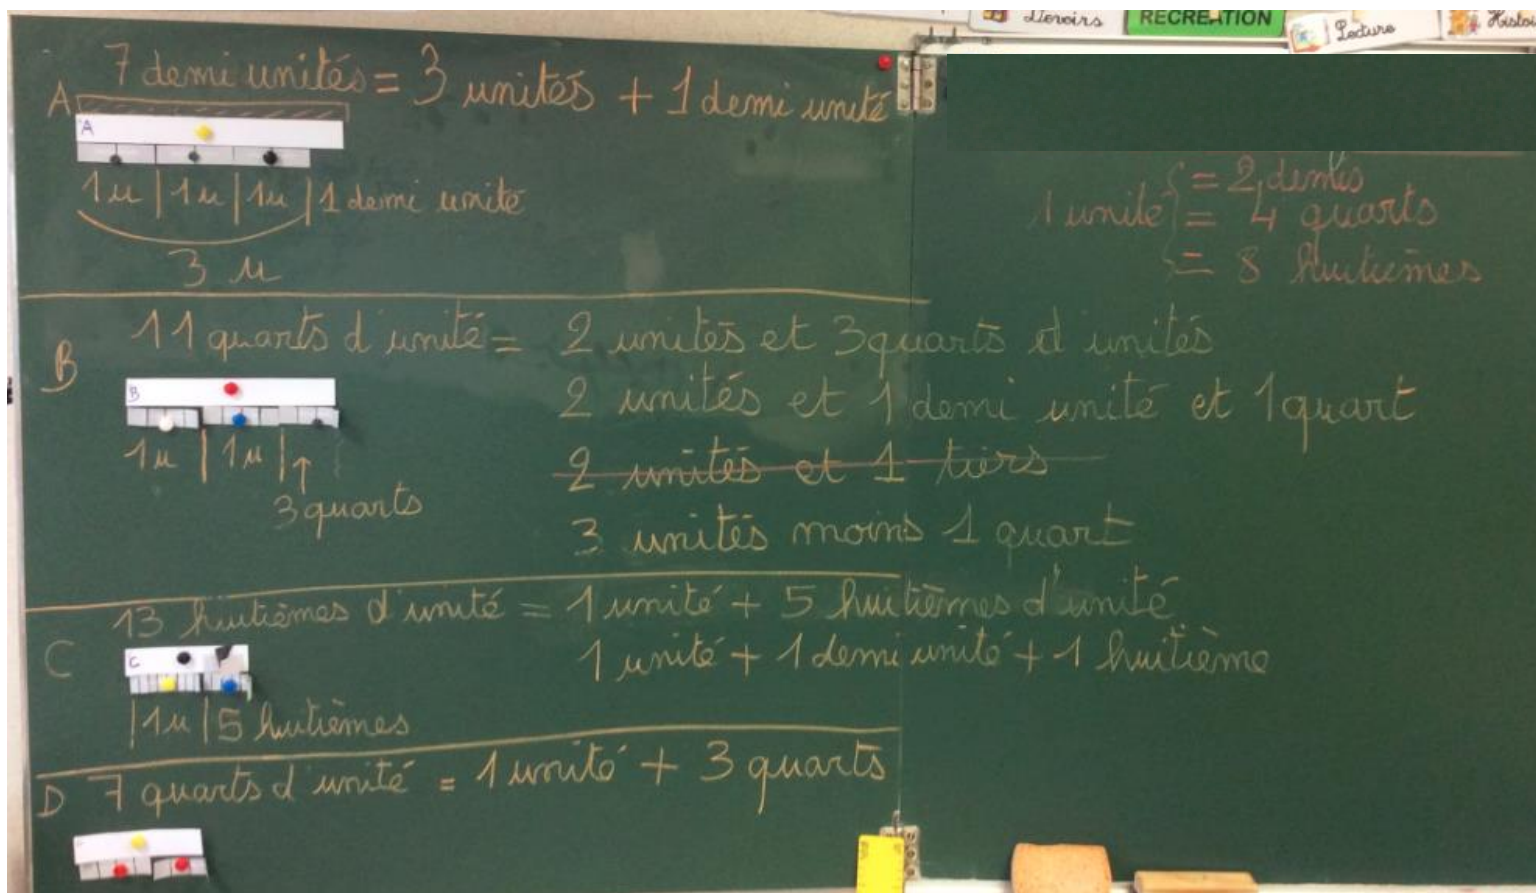 Devoirs
RECREATION
Lecture
Histoi
7 demi unités = 3 unités + 1 demi unité
A
A
1u | 1u | 1u | 1 demi unité
3 u
1 unité
= 2 demis
= 4 quarts
= 8 huitièmes
B
11 quarts d'unité = 2 unités et 3 quarts d'unités
B
2 unités et 1 demi unité et 1 quart
1u | 1u |
2 unités et 1 tiers
3 quarts
3 unités moins 1 quart
13 huitièmes d'unité = 1 unité + 5 huitièmes d'unité
C
C
1 unité + 1 demi unité + 1 huitième
| 1u | 5 huitièmes
D 7 quarts d'unité = 1 unité + 3 quarts